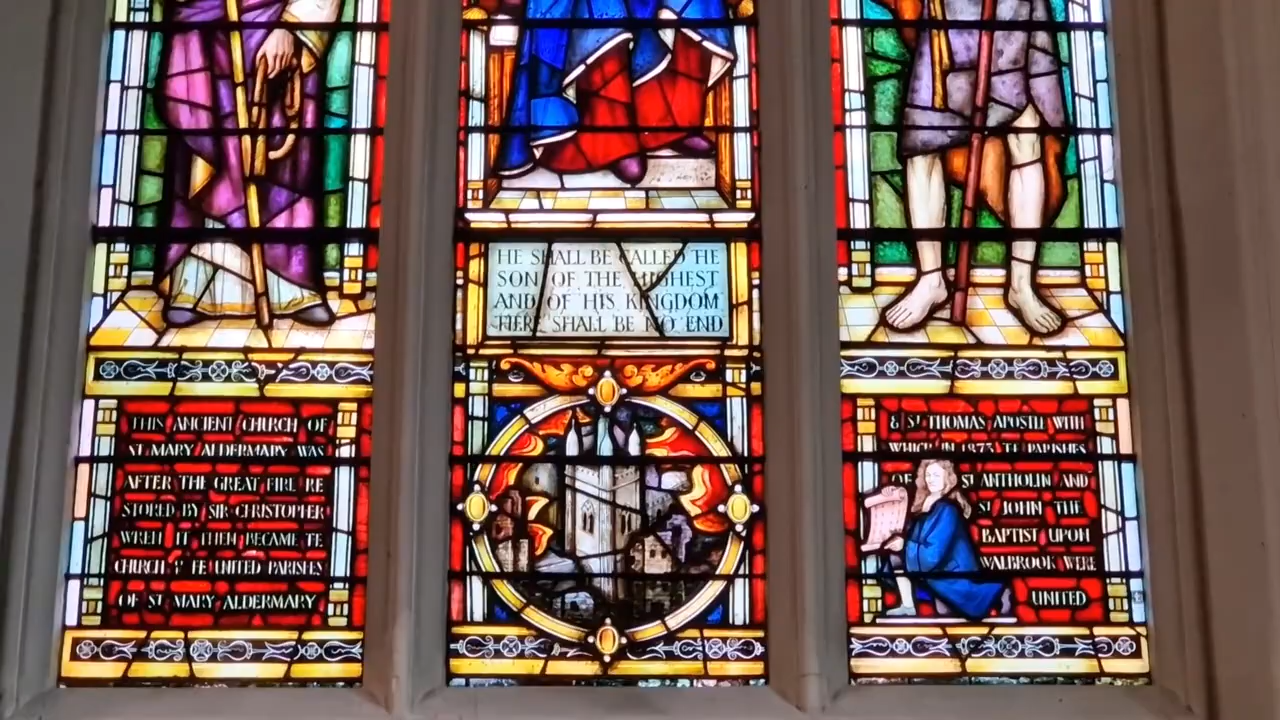 HE SHALL BE CALLED THE
SON OF THE HIGHEST
AND OF HIS KINGDOM
THERE SHALL BE NO END
THIS ANCIENT CHURCH OF
ST MARY ALDERMARY WAS
AFTER THE GREAT FIRE RE
STORED BY SIR CHRISTOPHER
WREN IT THEN BECAME TE
CHURCH OF YE UNITED PARISHES
OF ST MARY ALDERMARY
& ST THOMAS APOSTLE WITH
WHICH IN 1873 TE PARISHES
OF ST ANTHOLIN AND
ST JOHN THE
BAPTIST UPON
WALBROOK WERE
UNITED